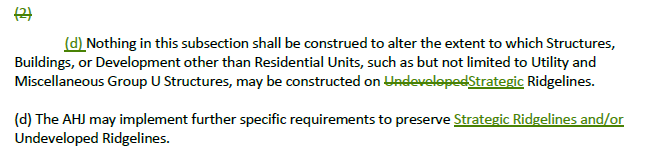 (2)
(d) Nothing in this subsection shall be construed to alter the extent to which Structures,
Buildings, or Development other than Residential Units, such as but not limited to Utility and
Miscellaneous Group U Structures, may be constructed on UndevelopedStrategic Ridgelines.
(d) The AHJ may implement further specific requirements to preserve Strategic Ridgelines and/or
Undeveloped Ridgelines.